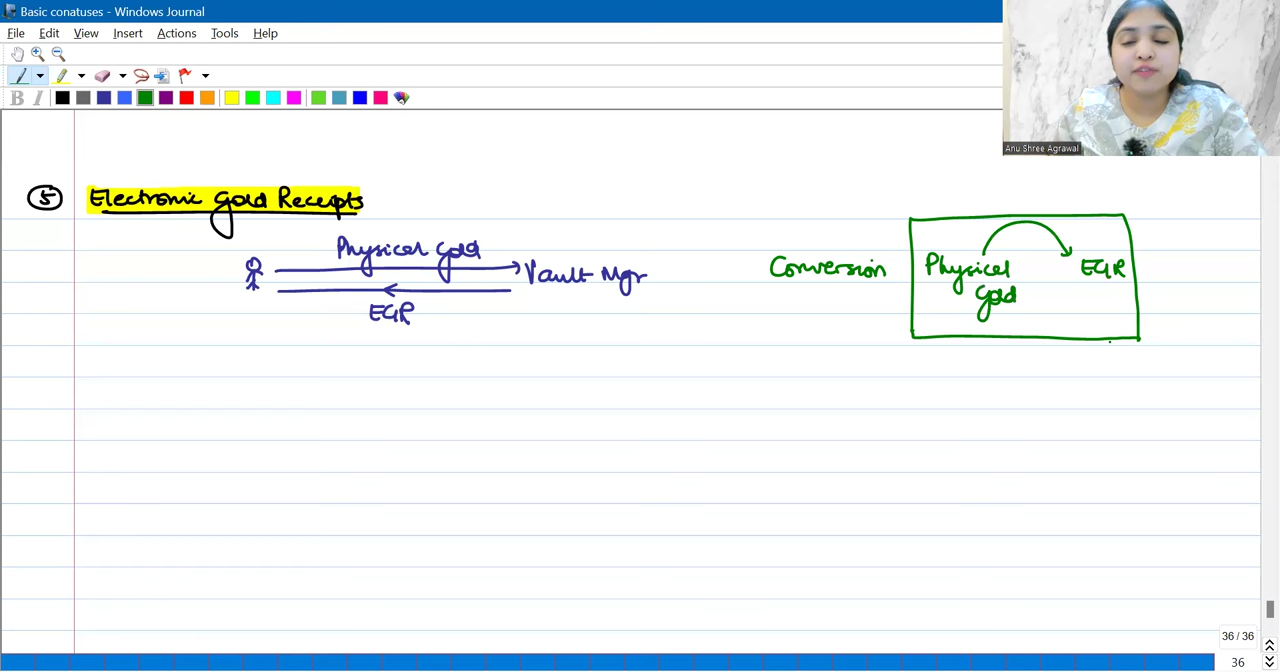 Basic conatuses - Windows Journal
File Edit View Insert Actions Tools Help
B I
Anu Shree Agrawal
5 Electronic Gold Receipts
Physical Gold
Vault Mgr
EGR
Conversion
Physical Gold
EGR
36 / 36
36